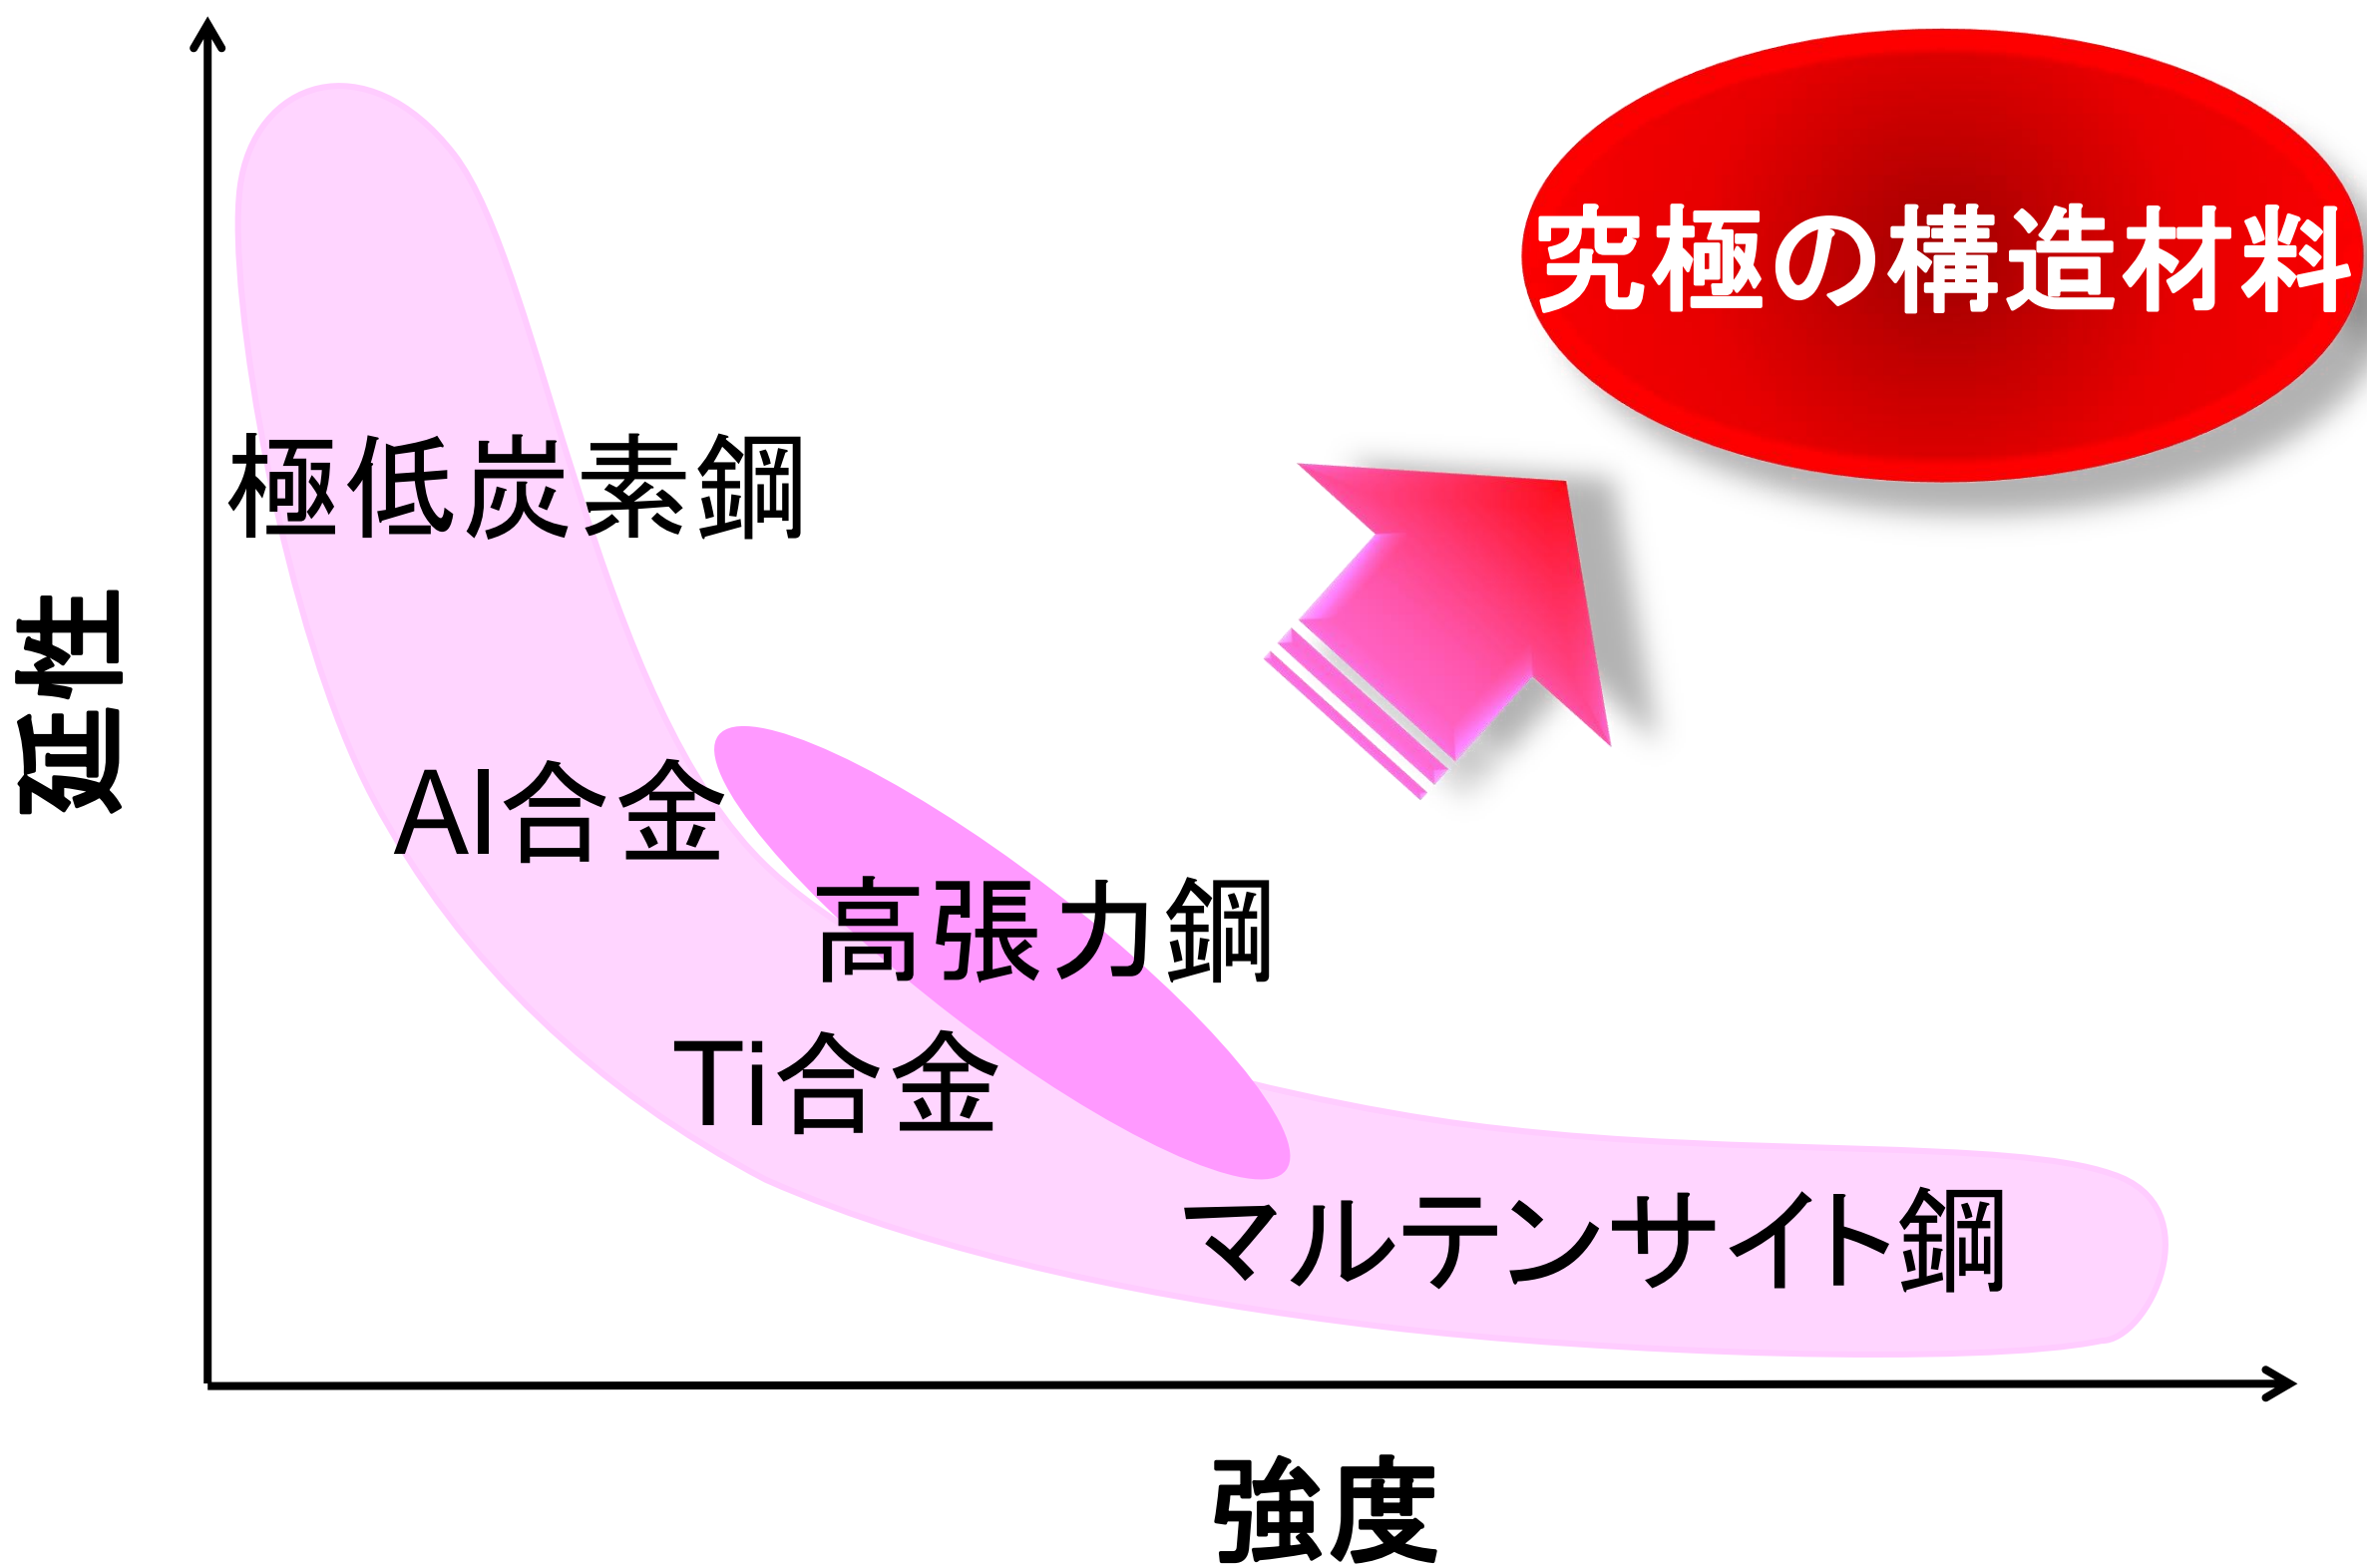 究極の構造材料
極低炭素鋼
延性
Al合金
高張力鋼
Ti合金
マルテンサイト鋼
強度